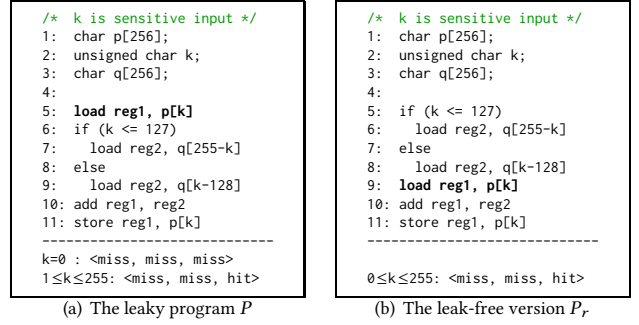 /*  k is sensitive input */
1:  char p[256];
2:  unsigned char k;
3:  char q[256];
4:
5:  load reg1, p[k]
6:  if (k <= 127)
7:    load reg2, q[255-k]
8:  else
9:    load reg2, q[k-128]
10: add reg1, reg2
11: store reg1, p[k]
-----------------------------
k=0 : <miss, miss, miss>
1≤k≤255: <miss, miss, hit>
(a) The leaky program P
/*  k is sensitive input */
1:  char p[256];
2:  unsigned char k;
3:  char q[256];
4:
5:  if (k <= 127)
6:    load reg2, q[255-k]
7:  else
8:    load reg2, q[k-128]
9:  load reg1, p[k]
10: add reg1, reg2
11: store reg1, p[k]
-----------------------------
0≤k≤255: <miss, miss, hit>
(b) The leak-free version Pr